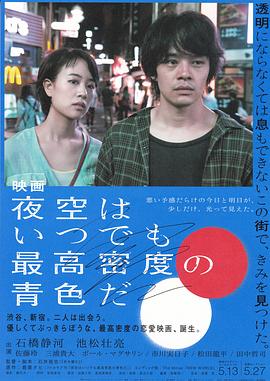 透明にならなくては息もできないこの街で、きみを見つけた。
映画
夜空は
いつでも
最高密度の
青色だ
悪い予感だらけの今日と明日が、
少しだけ、光って見えた。
渋谷、新宿。二人は出会う。
優しくてぶっきらぼうな、最高密度の恋愛映画、誕生。
出演
石橋静河 池松壮亮
佐藤玲 三浦貴大 ポール・マグサリン／市川実日子／松田龍平／田中哲司
5.13
5.27